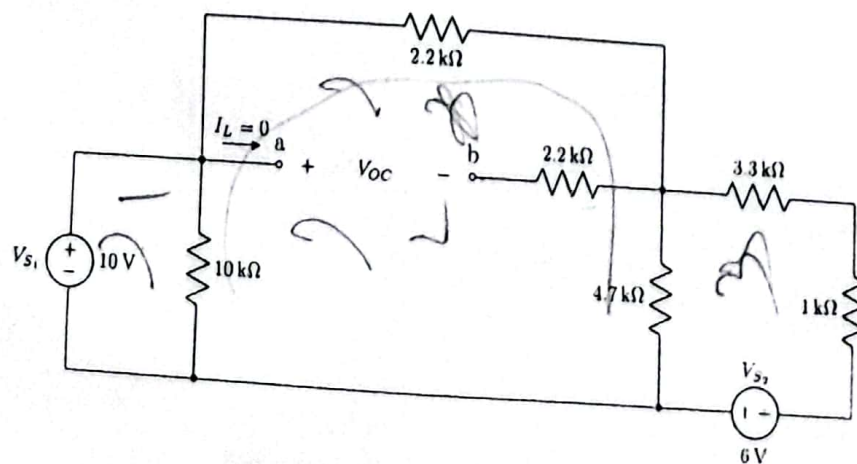 2.2 kΩ
I_L = 0
a
+ V_OC −
b
2.2 kΩ
3.3 kΩ
V_S₁
+
−
10 V
10 kΩ
4.7 kΩ
1 kΩ
V_S₂
− +
6 V